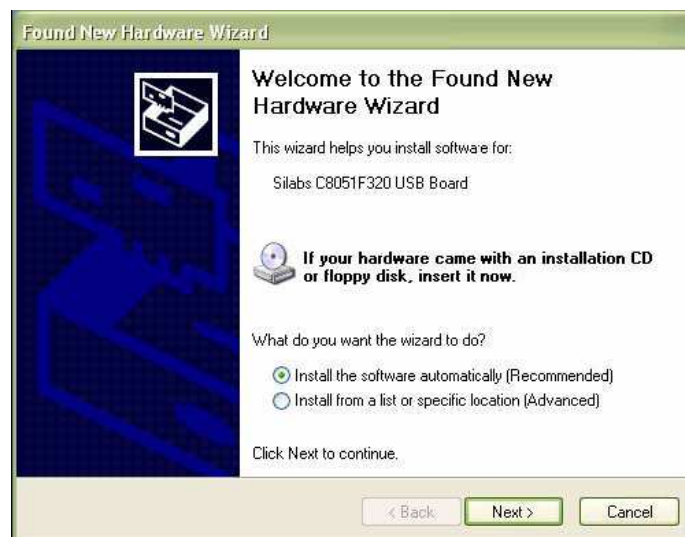 Found New Hardware Wizard
Welcome to the Found New
Hardware Wizard
This wizard helps you install software for:
Silabs C8051F320 USB Board
If your hardware came with an installation CD
or floppy disk, insert it now.
What do you want the wizard to do?
Install the software automatically (Recommended)
Install from a list or specific location (Advanced)
Click Next to continue.
< Back
Next >
Cancel